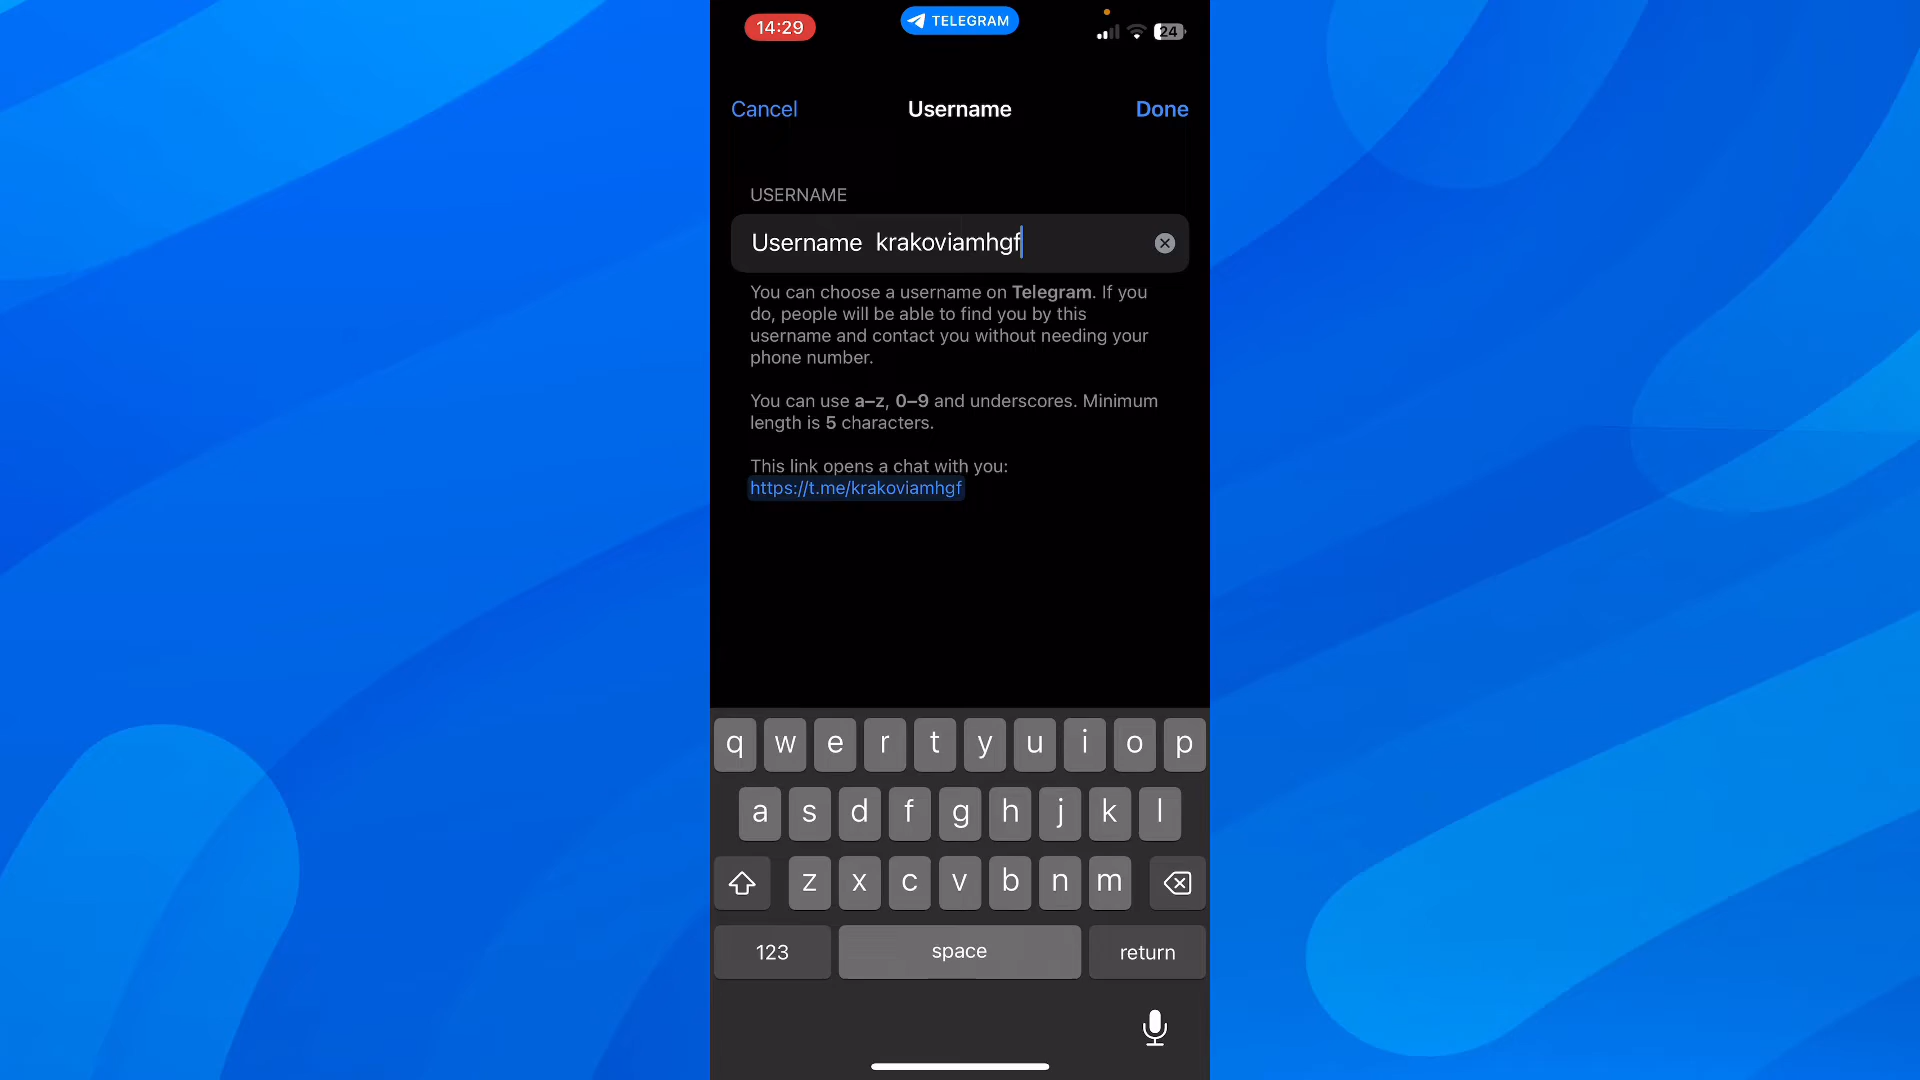 14:29
TELEGRAM
24
Cancel
Username
Done
USERNAME
Username krakoviamhgf
You can choose a username on Telegram. If you
do, people will be able to find you by this
username and contact you without needing your
phone number.
You can use a–z, 0–9 and underscores. Minimum
length is 5 characters.
This link opens a chat with you:
https://t.me/krakoviamhgf
q w e r t y u i o p
a s d f g h j k l
z x c v b n m
123 space return